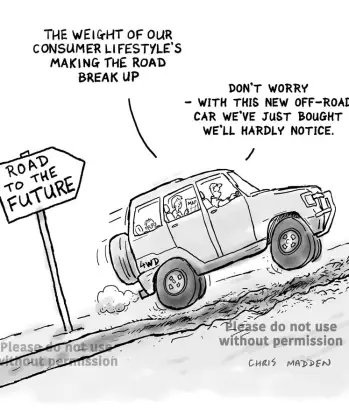 THE WEIGHT OF OUR
CONSUMER LIFESTYLE'S
MAKING THE ROAD
BREAK UP
DON'T WORRY
- WITH THIS NEW OFF-ROAD
CAR WE'VE JUST BOUGHT
WE'LL HARDLY NOTICE.
ROAD
TO THE
FUTURE
MAP
4WD
Please do not use
without permission
Please do not use
without permission
CHRIS MADDEN